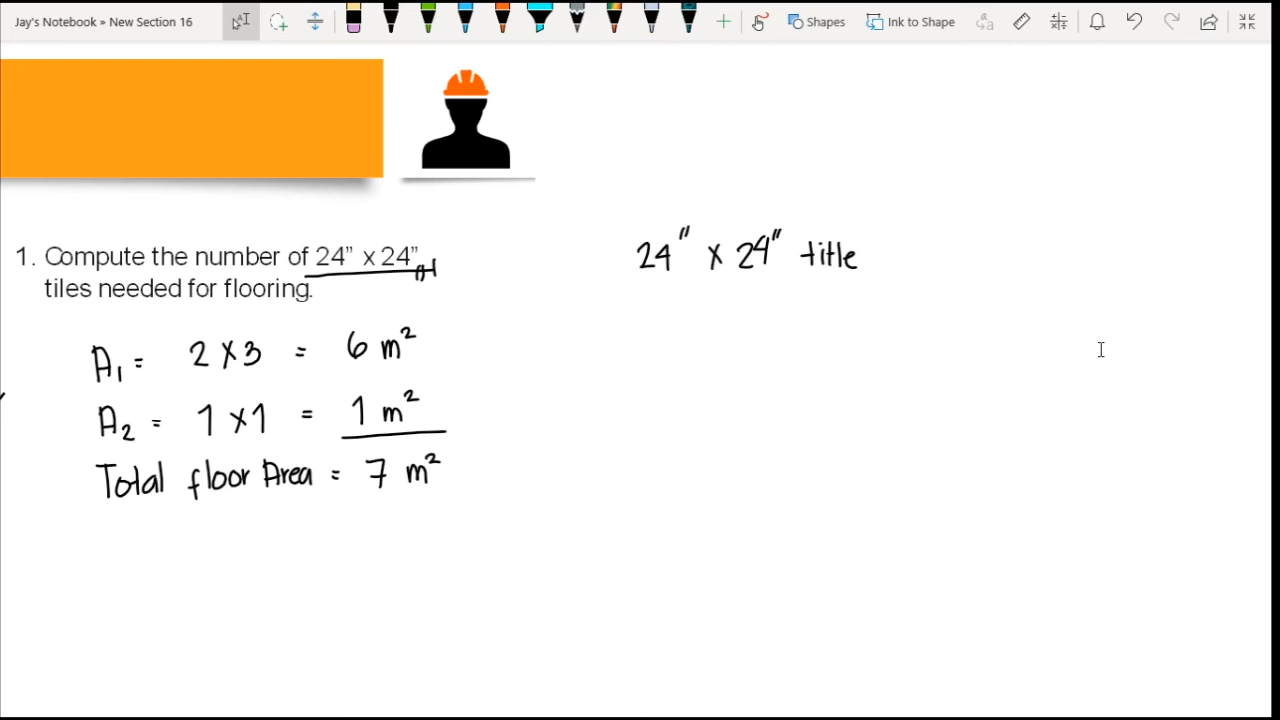 Jay's Notebook » New Section 16
Shapes
Ink to Shape
1. Compute the number of 24” x 24”
tiles needed for flooring.
A1 = 2 x 3 = 6 m²
A2 = 1 x 1 = 1 m²
Total floor Area = 7 m²
24" x 24" title